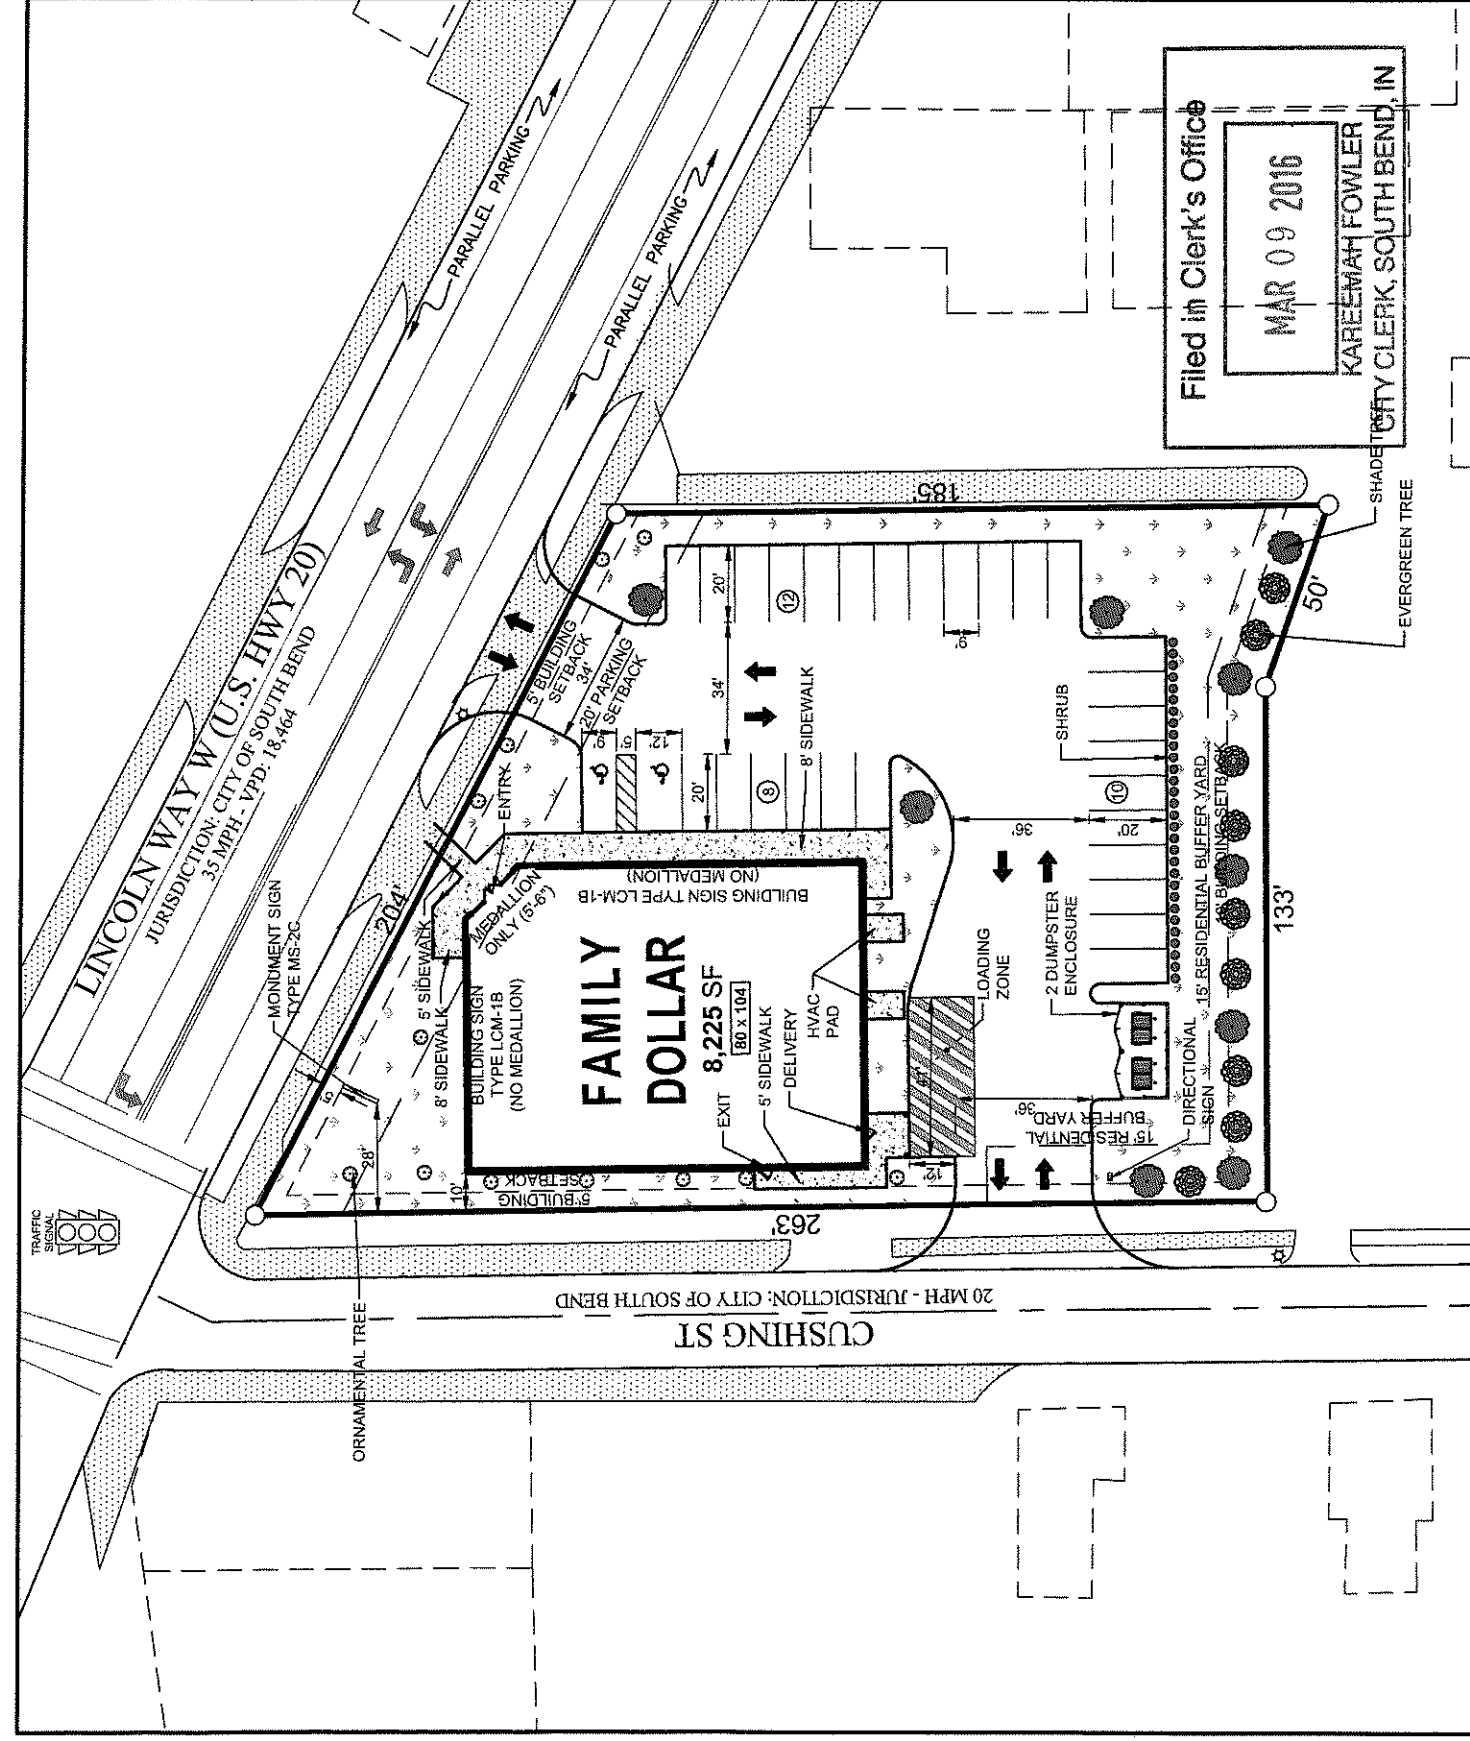 LINCOLN WAY W (U.S. HWY 20)
JURISDICTION: CITY OF SOUTH BEND
35 MPH - VPD: 18,464
PARALLEL PARKING
PARALLEL PARKING
TRAFFIC
SIGNAL
MONUMENT SIGN
TYPE MS-2C
ORNAMENTAL TREE
204'
5'
28'
10'
5' BUILDING
SETBACK
5' SIDEWALK
8' SIDEWALK
BUILDING SIGN
TYPE LCM-1B
(NO MEDALLION)
MEDALLION
ONLY (5'-6")
ENTRY
5' BUILDING
SETBACK
34'
20' PARKING
SETBACK
FAMILY
DOLLAR
8,225 SF
80 x 104
BUILDING SIGN TYPE LCM-1B
(NO MEDALLION)
EXIT
5' SIDEWALK
DELIVERY
HVAC
PAD
9'
5'
12'
20'
8
34'
20'
12
9'
8' SIDEWALK
185'
263'
12'
LOADING
ZONE
36'
36'
2 DUMPSTER
ENCLOSURE
SHRUB
10
20'
15' RESIDENTIAL
BUFFER YARD
DIRECTIONAL
SIGN
15' RESIDENTIAL BUFFER YARD
BUILDING SETBACK
133'
50'
SHADE TREE
EVERGREEN TREE
CUSHING ST
20 MPH - JURISDICTION: CITY OF SOUTH BEND
Filed in Clerk's Office
MAR 09 2016
KAREEMAH FOWLER
CITY CLERK, SOUTH BEND, IN